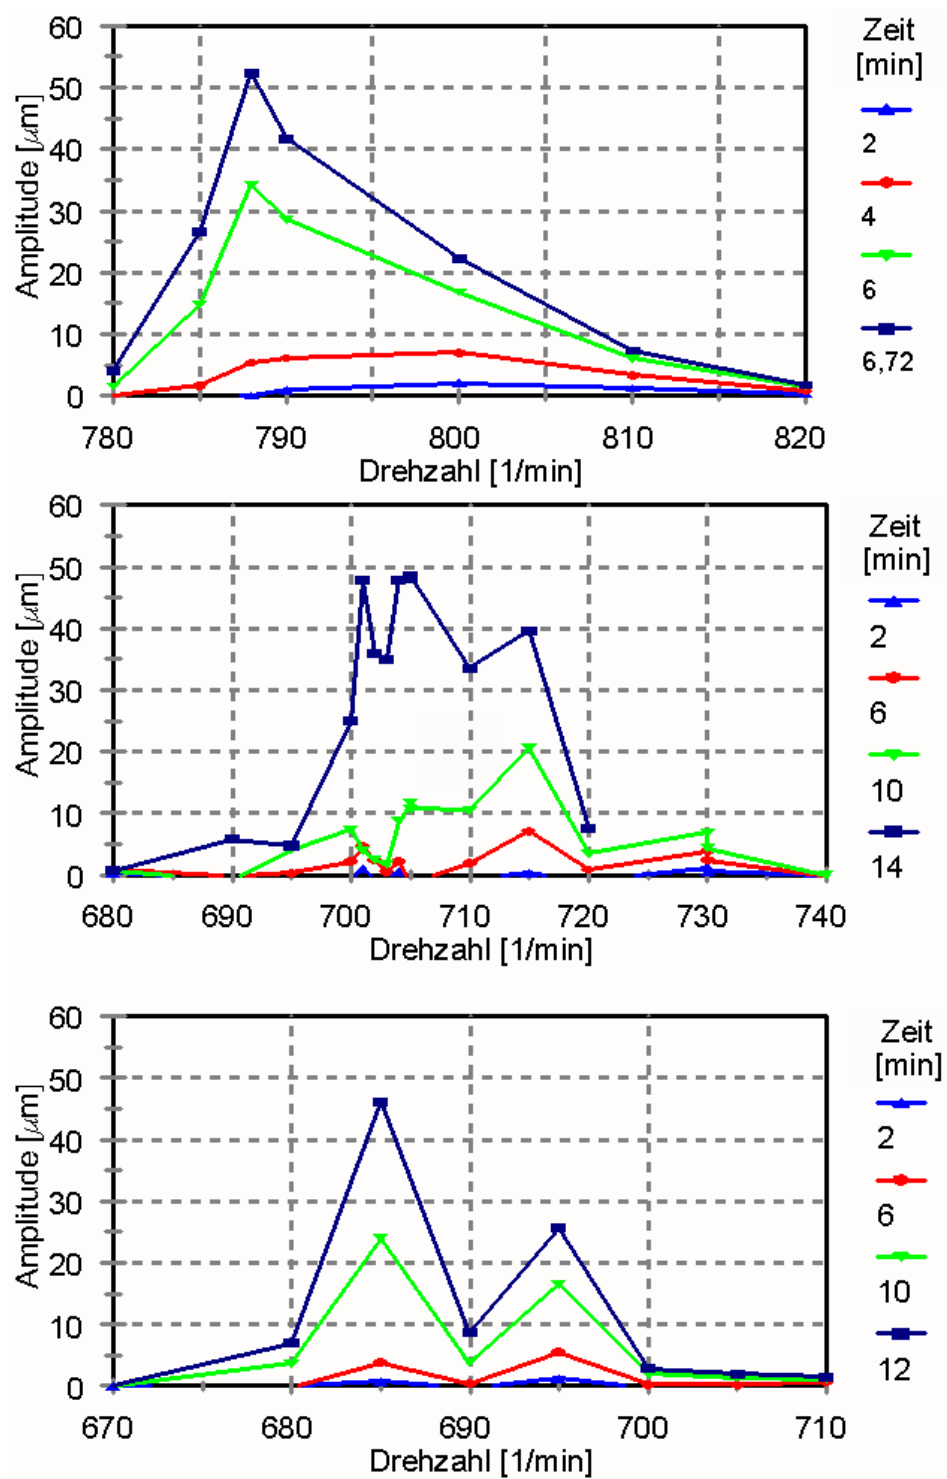 60
50
40
30
20
10
0
Amplitude [μm]
780 790 800 810 820
Drehzahl [1/min]
Zeit
[min]
2
4
6
6,72
60
50
40
30
20
10
0
Amplitude [μm]
680 690 700 710 720 730 740
Drehzahl [1/min]
Zeit
[min]
2
6
10
14
60
50
40
30
20
10
0
Amplitude [μm]
670 680 690 700 710
Drehzahl [1/min]
Zeit
[min]
2
6
10
12